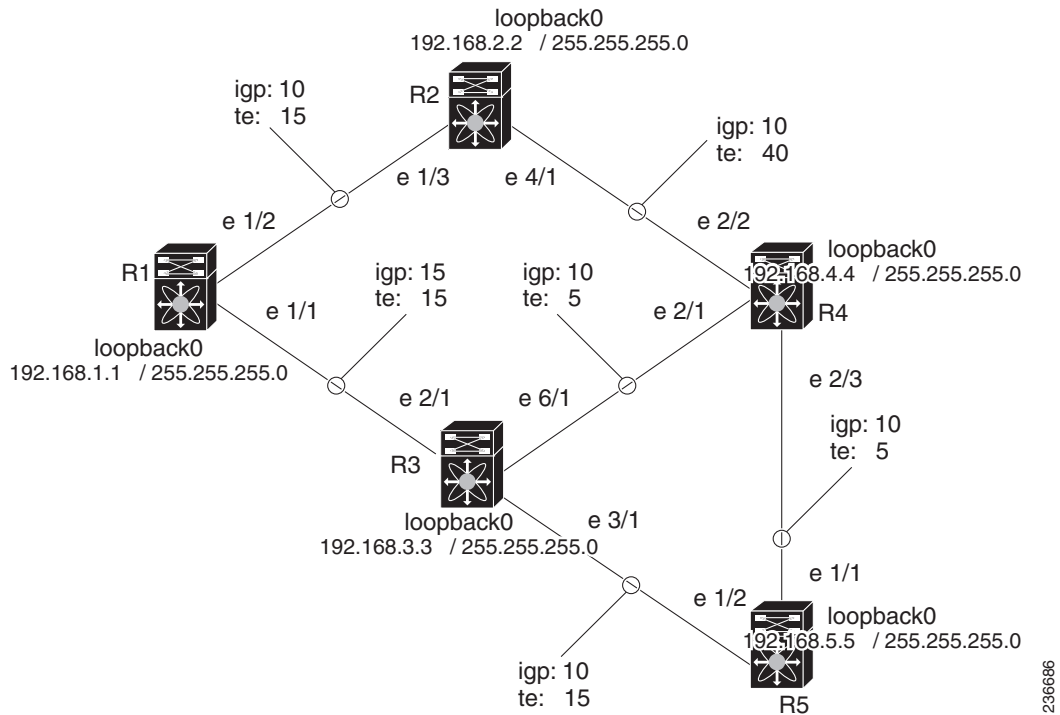 loopback0
192.168.2.2 / 255.255.255.0
R2
igp: 10
te: 15
igp: 10
te: 40
e 1/3
e 4/1
e 1/2
e 2/2
R1
loopback0
192.168.4.4 / 255.255.255.0
R4
igp: 15
te: 15
igp: 10
te: 5
e 1/1
e 2/1
loopback0
192.168.1.1 / 255.255.255.0
e 2/1
e 6/1
e 2/3
igp: 10
te: 5
R3
loopback0
192.168.3.3 / 255.255.255.0
e 3/1
e 1/1
e 1/2
loopback0
192.168.5.5 / 255.255.255.0
igp: 10
te: 15
R5
236686